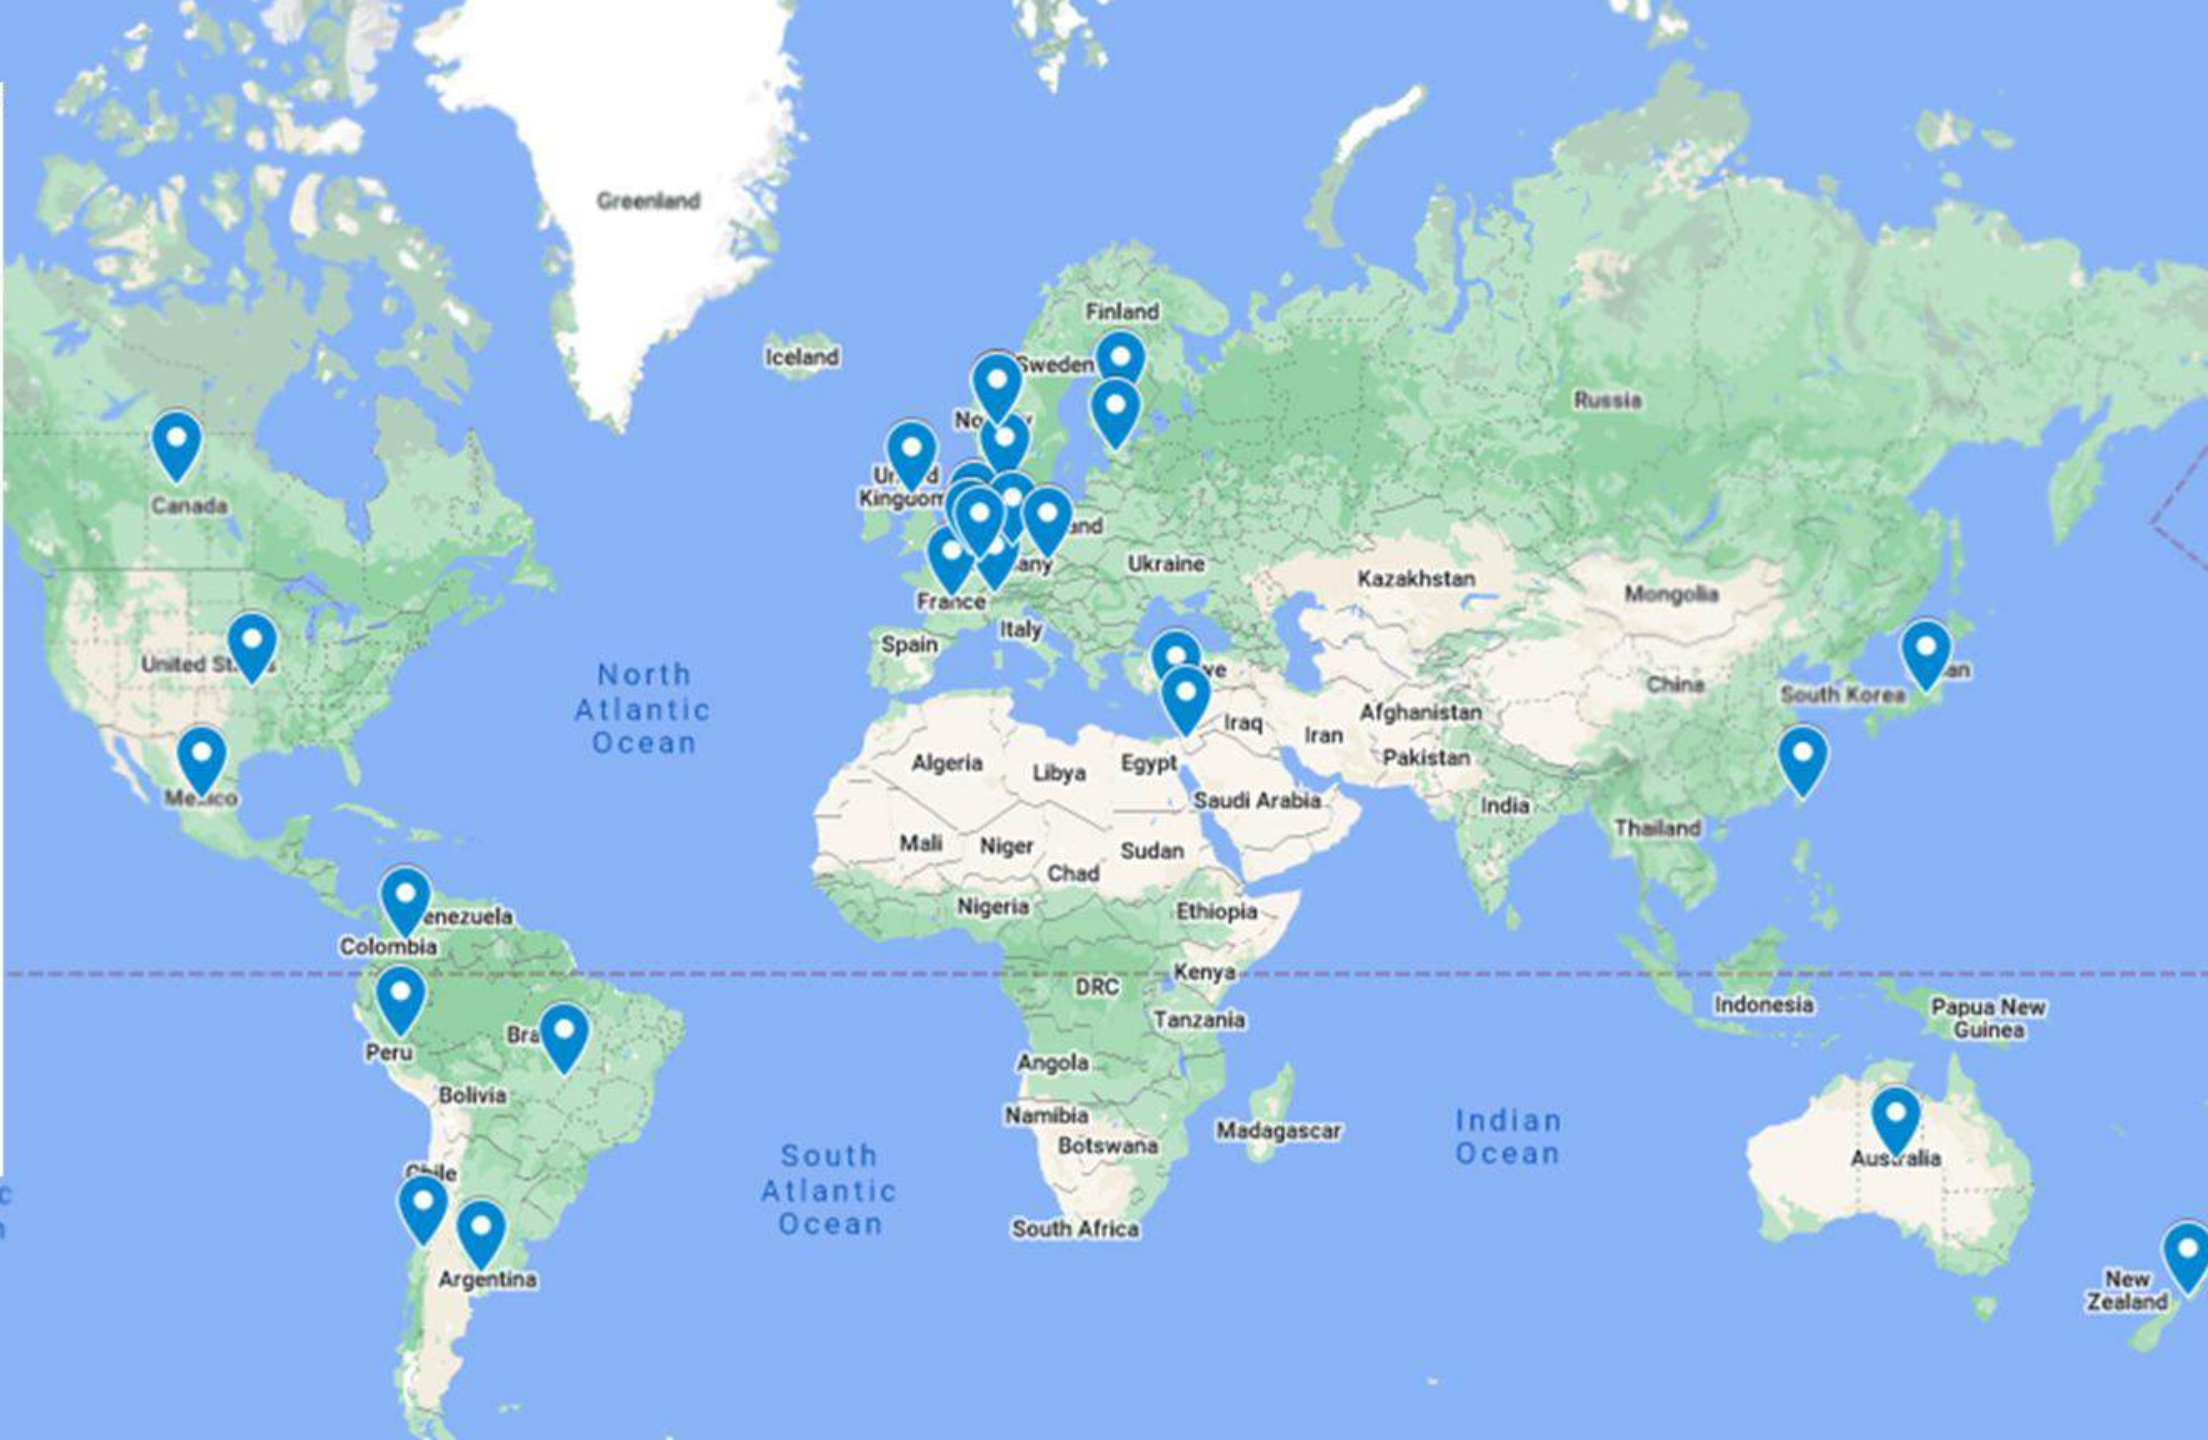 Greenland
Finland
Iceland
Sweden
Russia
Canada
Kingdom
Ukraine
Kazakhstan
Mongolia
France
Italy
Spain
United
North
Atlantic
Ocean
China
South Korea
Iraq
Iran
Afghanistan
Pakistan
Algeria
Libya
Egypt
Saudi Arabia
India
Thailand
Mali
Niger
Chad
Sudan
Nigeria
Ethiopia
enezuela
Colombia
Kenya
DRC
Tanzania
Indonesia
Papua New
Guinea
Bra
Peru
Bolivia
Angola
Namibia
Botswana
Madagascar
Indian
Ocean
South
Atlantic
Ocean
Australia
Chile
South Africa
Argentina
New
Zealand